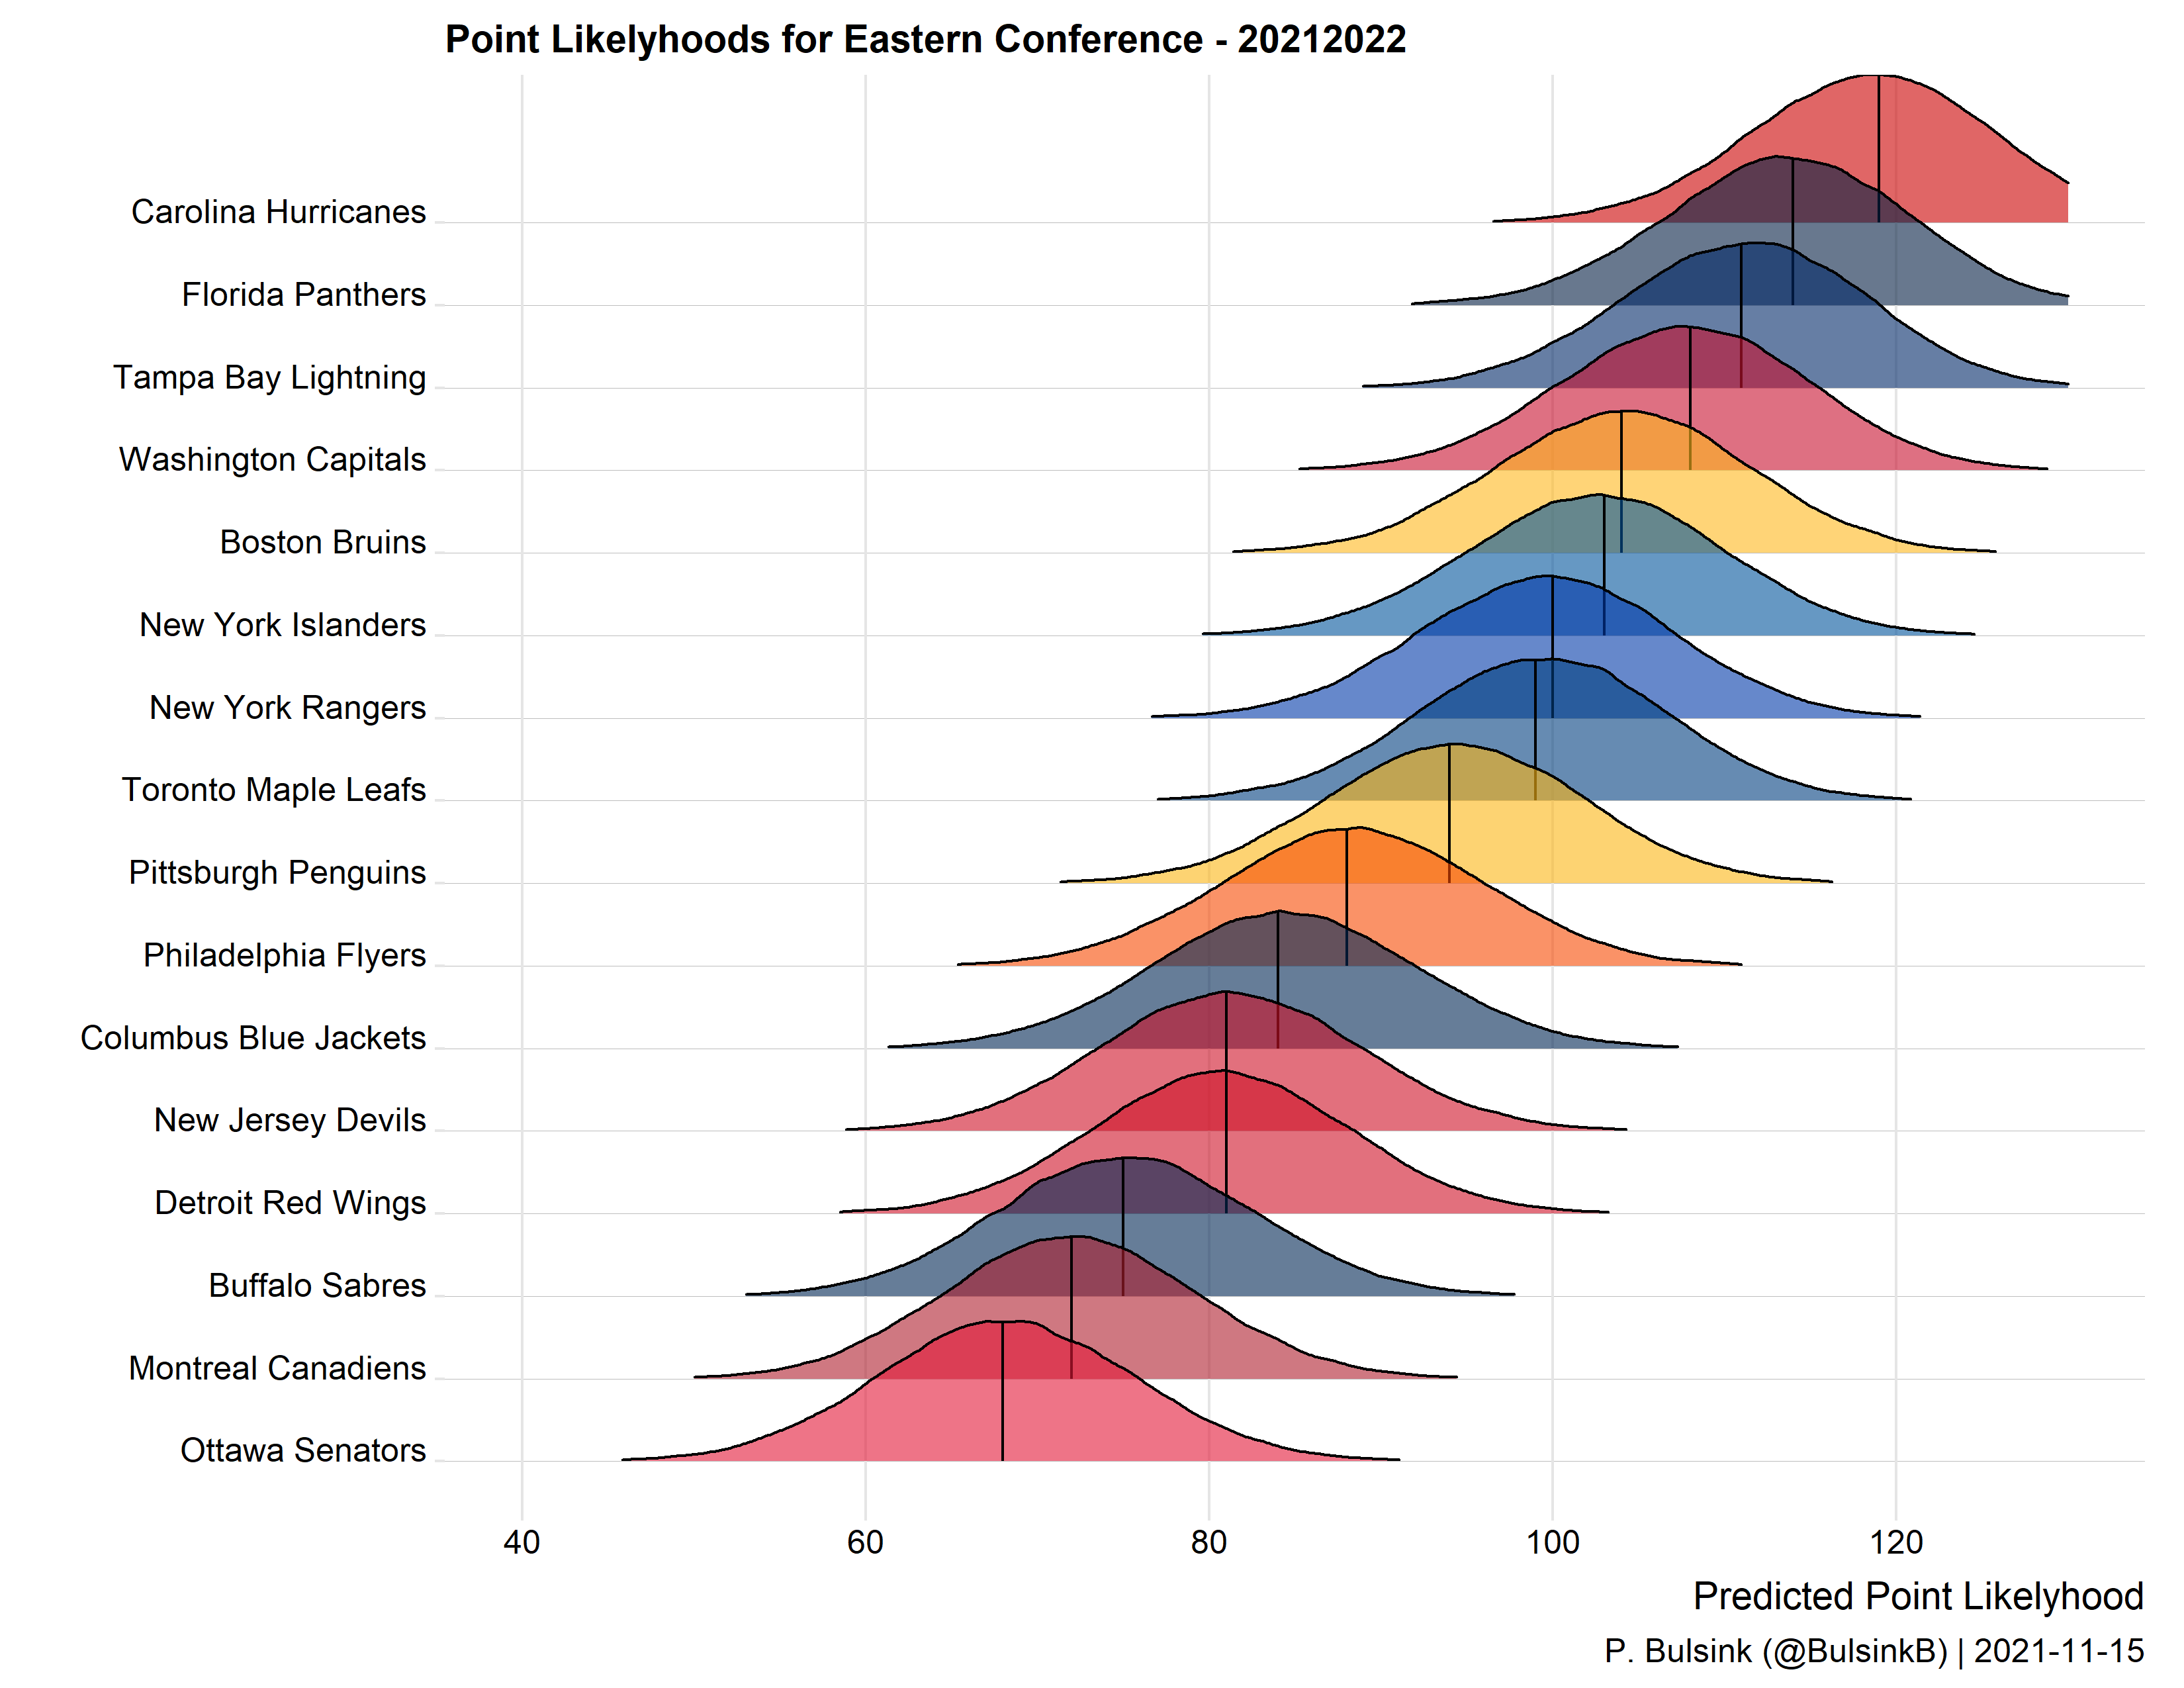 Point Likelyhoods for Eastern Conference - 20212022
Carolina Hurricanes
Florida Panthers
Tampa Bay Lightning
Washington Capitals
Boston Bruins
New York Islanders
New York Rangers
Toronto Maple Leafs
Pittsburgh Penguins
Philadelphia Flyers
Columbus Blue Jackets
New Jersey Devils
Detroit Red Wings
Buffalo Sabres
Montreal Canadiens
Ottawa Senators
40 60 80 100 120
Predicted Point Likelyhood
P. Bulsink (@BulsinkB) | 2021-11-15